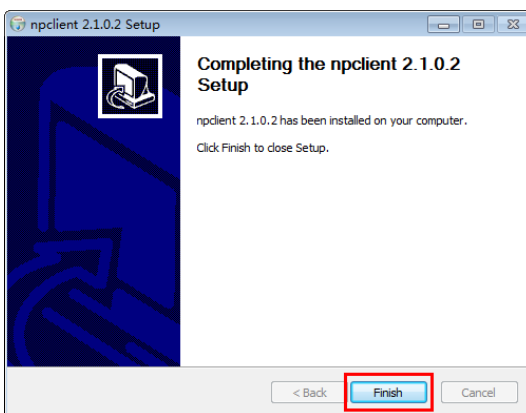 npclient 2.1.0.2 Setup
Completing the npclient 2.1.0.2
Setup
npclient 2.1.0.2 has been installed on your computer.
Click Finish to close Setup.
< Back
Finish
Cancel